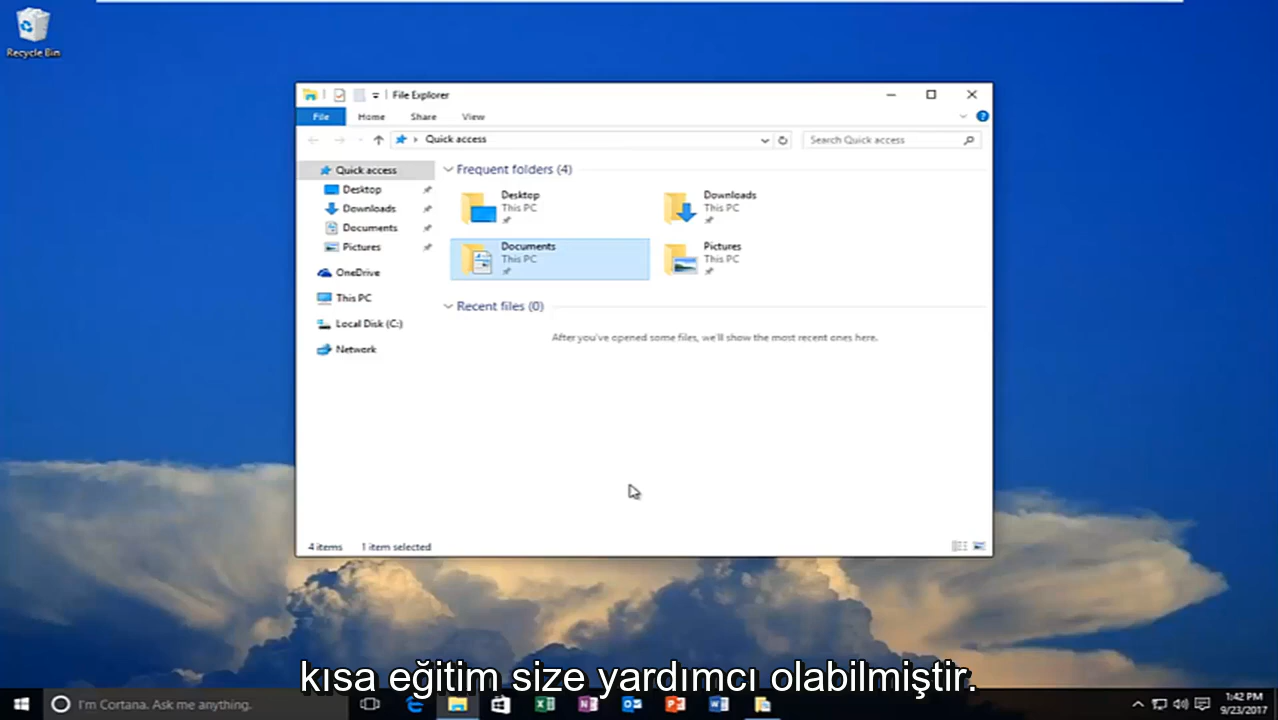 Recycle Bin
File Explorer
File Home Share View
Quick access
Search Quick access
Quick access
Desktop
Downloads
Documents
Pictures
OneDrive
This PC
Local Disk (C:)
Network
Frequent folders (4)
Desktop
This PC
Downloads
This PC
Documents
This PC
Pictures
This PC
Recent files (0)
After you've opened some files, we'll show the most recent ones here.
4 items 1 item selected
kısa eğitim size yardımcı olabilmiştir.
I'm Cortana. Ask me anything.
1:42 PM
9/23/2017